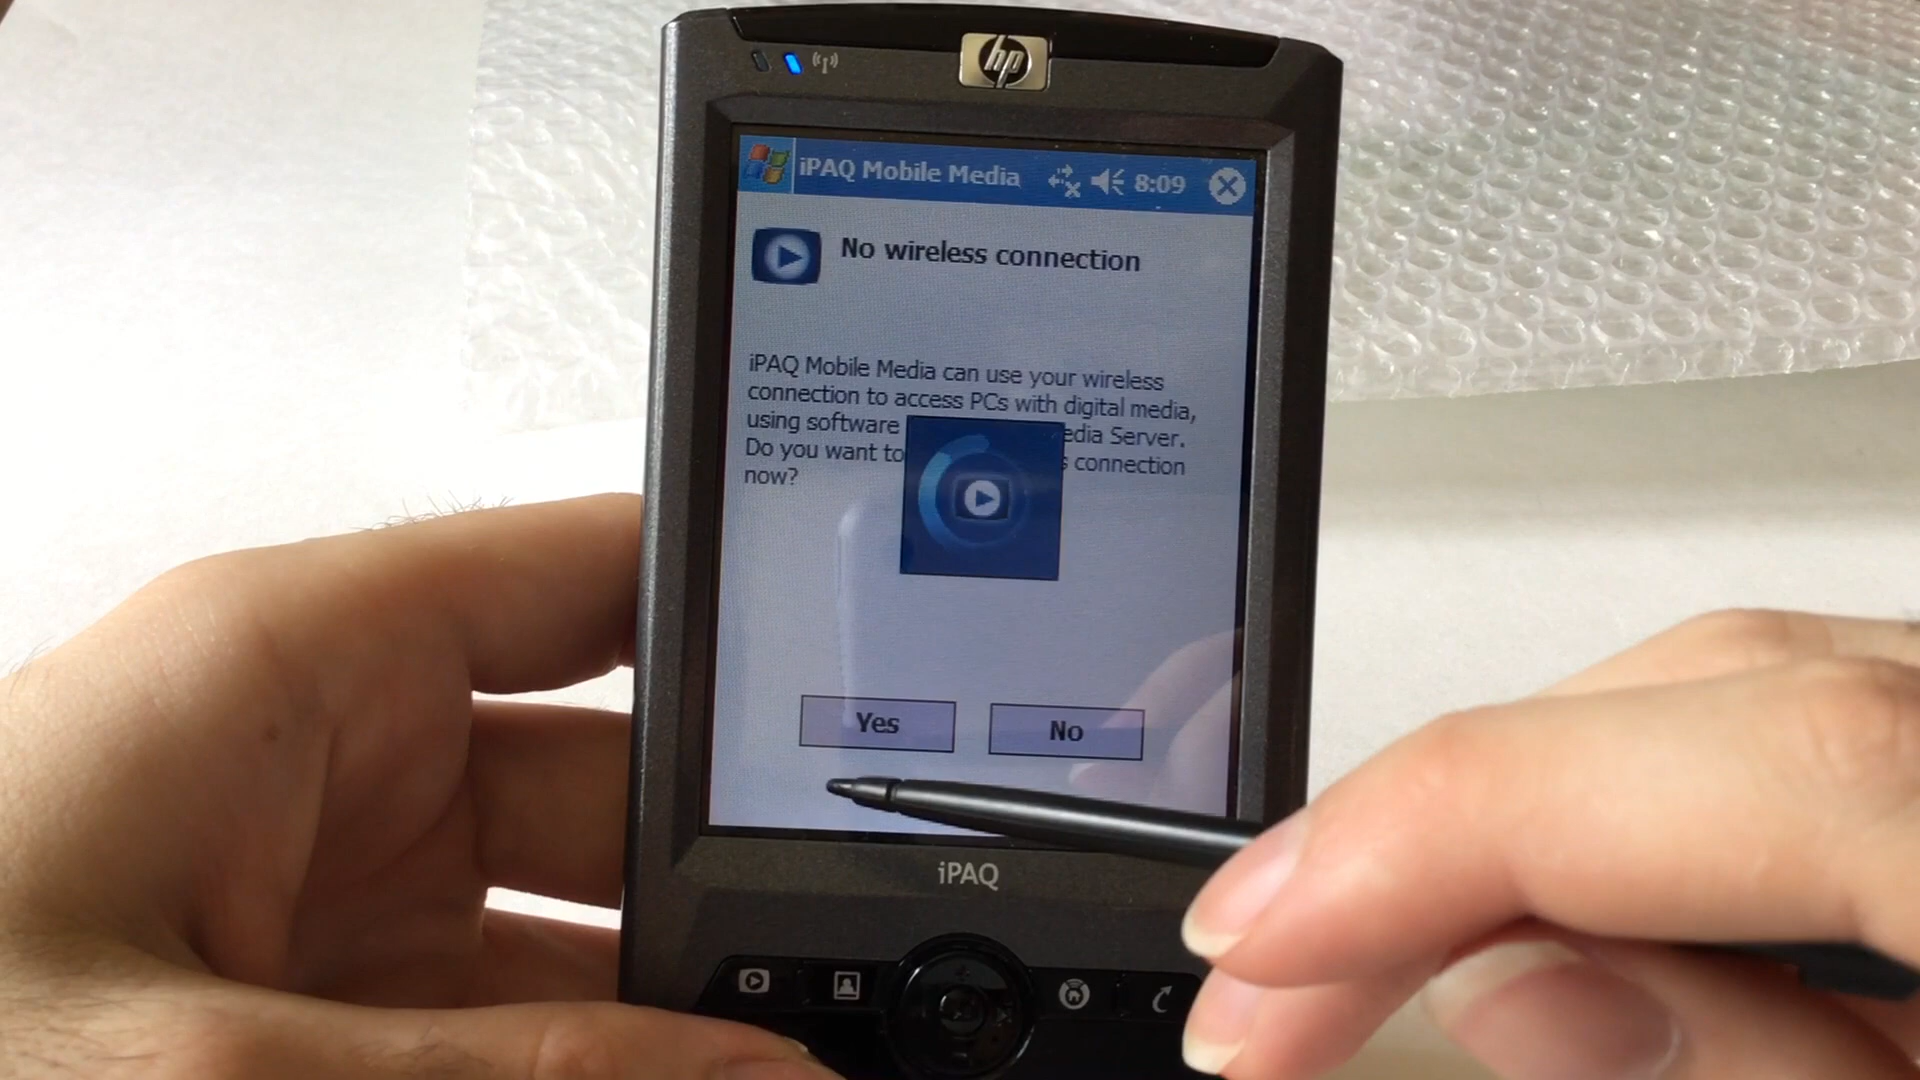 hp
iPAQ Mobile Media 8:09
No wireless connection
iPAQ Mobile Media can use your wireless
connection to access PCs with digital media,
using software edia Server.
Do you want to s connection
now?
Yes No
iPAQ